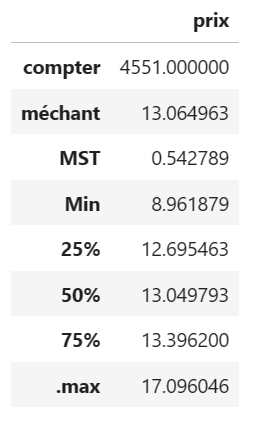 prix
compter 4551.000000
méchant 13.064963
MST 0.542789
Min 8.961879
25% 12.695463
50% 13.049793
75% 13.396200
.max 17.096046